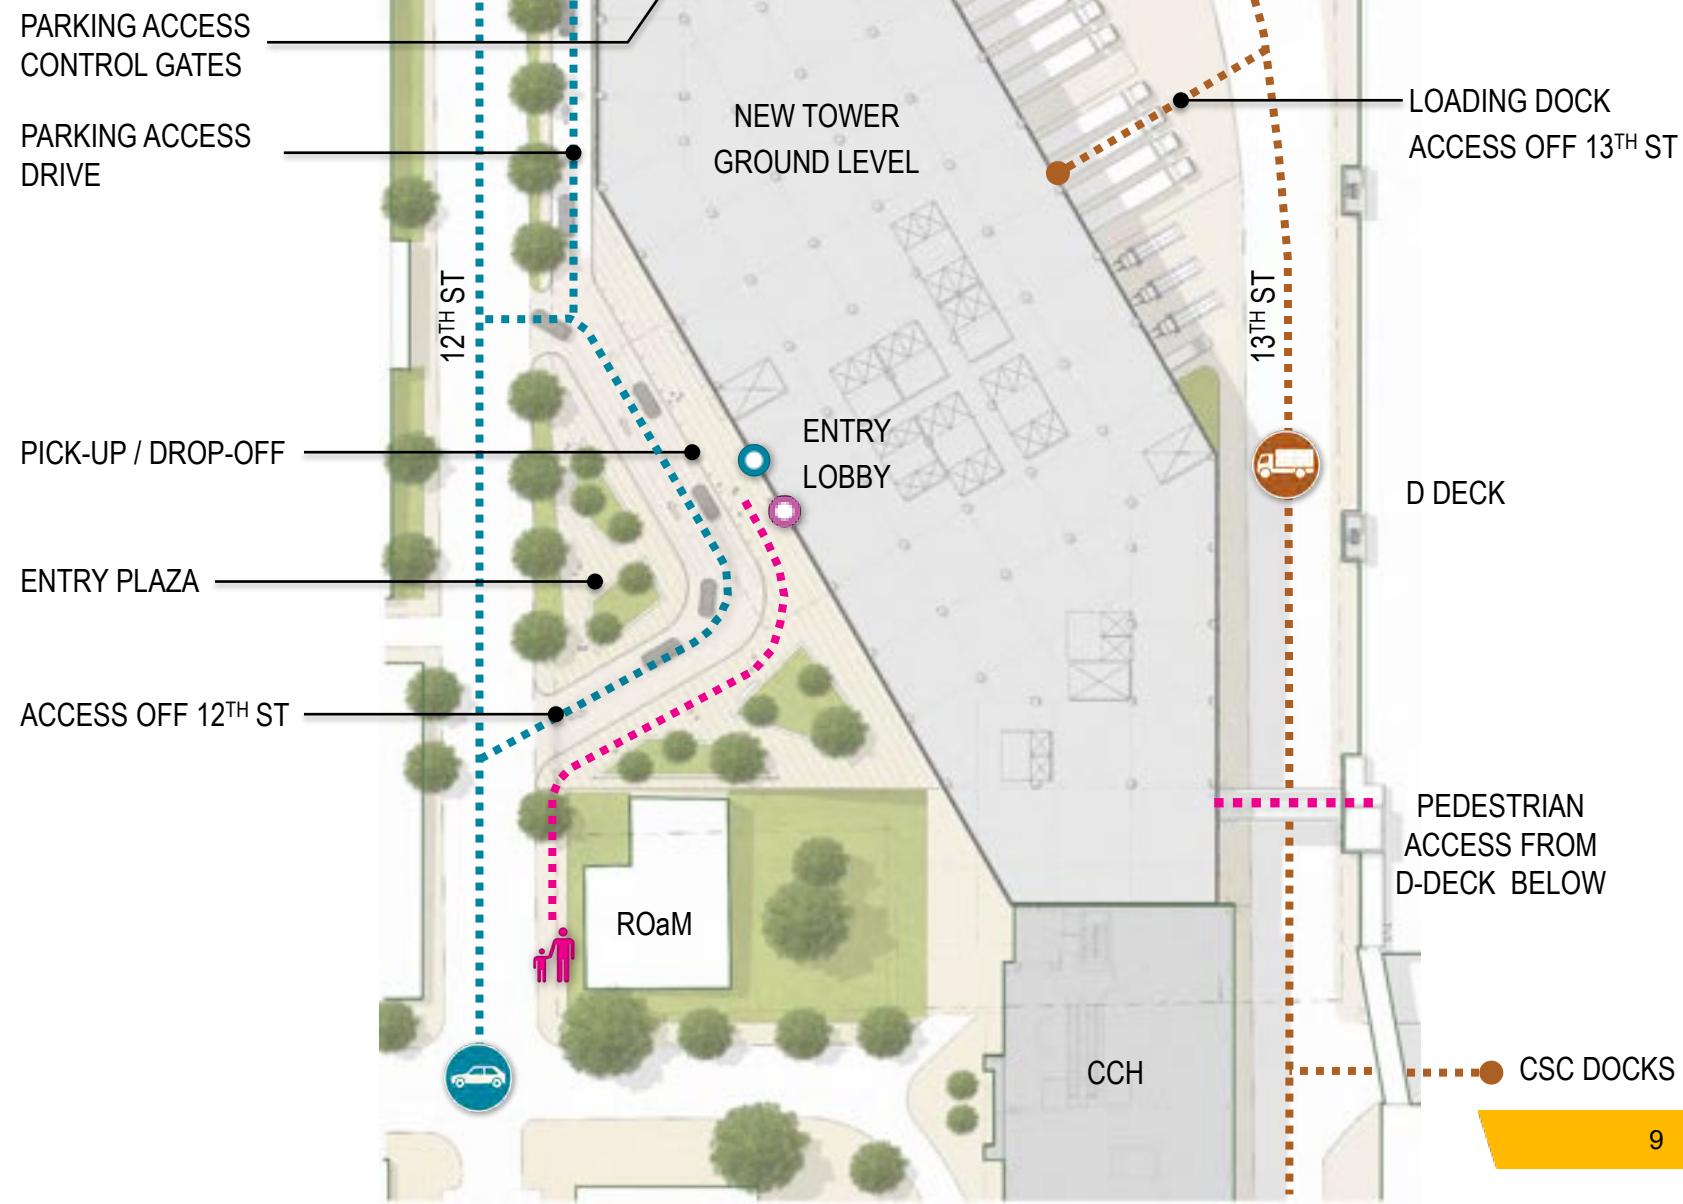 PARKING ACCESS
CONTROL GATES
PARKING ACCESS
DRIVE
NEW TOWER
GROUND LEVEL
LOADING DOCK
ACCESS OFF 13TH ST
12TH ST
13TH ST
PICK-UP / DROP-OFF
ENTRY
LOBBY
D DECK
ENTRY PLAZA
ACCESS OFF 12TH ST
PEDESTRIAN
ACCESS FROM
D-DECK BELOW
ROaM
CCH
CSC DOCKS
9